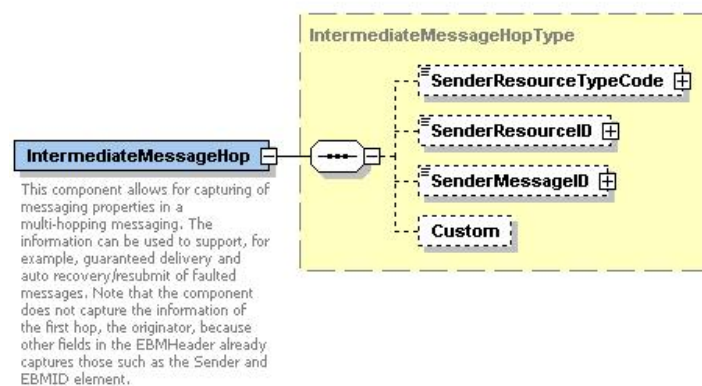 IntermediateMessageHopType
SenderResourceTypeCode
SenderResourceID
IntermediateMessageHop
SenderMessageID
Custom
This component allows for capturing of
messaging properties in a
multi-hopping messaging. The
information can be used to support, for
example, guaranteed delivery and
auto recovery/resubmit of faulted
messages. Note that the component
does not capture the information of
the first hop, the originator, because
other fields in the EBMHeader already
captures those such as the Sender and
EBMID element.